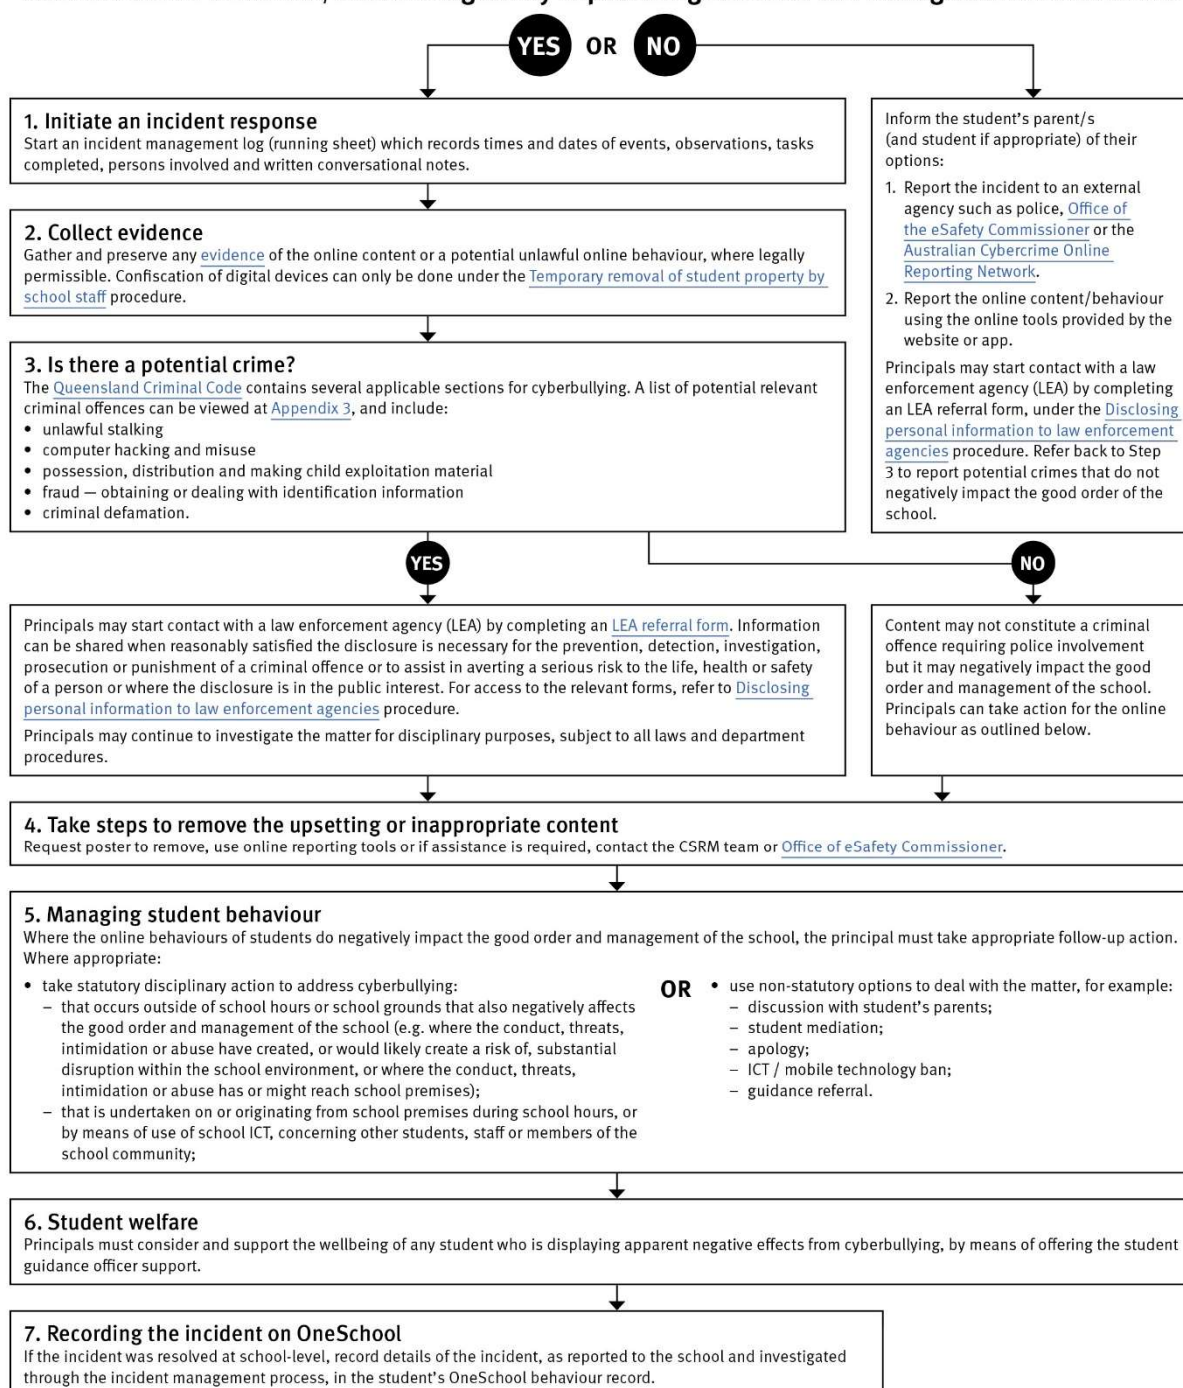 YES OR NO
1. Initiate an incident response
Start an incident management log (running sheet) which records times and dates of events, observations, tasks
completed, persons involved and written conversational notes.
2. Collect evidence
Gather and preserve any evidence of the online content or a potential unlawful online behaviour, where legally
permissible. Confiscation of digital devices can only be done under the Temporary removal of student property by
school staff procedure.
3. Is there a potential crime?
The Queensland Criminal Code contains several applicable sections for cyberbullying. A list of potential relevant
criminal offences can be viewed at Appendix 3, and include:
• unlawful stalking
• computer hacking and misuse
• possession, distribution and making child exploitation material
• fraud — obtaining or dealing with identification information
• criminal defamation.
Inform the student's parent/s
(and student if appropriate) of their
options:
1. Report the incident to an external
agency such as police, Office of
the eSafety Commissioner or the
Australian Cybercrime Online
Reporting Network.
2. Report the online content/behaviour
using the online tools provided by the
website or app.
Principals may start contact with a law
enforcement agency (LEA) by completing
an LEA referral form, under the Disclosing
personal information to law enforcement
agencies procedure. Refer back to Step
3 to report potential crimes that do not
negatively impact the good order of the
school.
YES
NO
Principals may start contact with a law enforcement agency (LEA) by completing an LEA referral form. Information
can be shared when reasonably satisfied the disclosure is necessary for the prevention, detection, investigation,
prosecution or punishment of a criminal offence or to assist in averting a serious risk to the life, health or safety
of a person or where the disclosure is in the public interest. For access to the relevant forms, refer to Disclosing
personal information to law enforcement agencies procedure.
Principals may continue to investigate the matter for disciplinary purposes, subject to all laws and department
procedures.
Content may not constitute a criminal
offence requiring police involvement
but it may negatively impact the good
order and management of the school.
Principals can take action for the online
behaviour as outlined below.
4. Take steps to remove the upsetting or inappropriate content
Request poster to remove, use online reporting tools or if assistance is required, contact the CSRM team or Office of eSafety Commissioner.
5. Managing student behaviour
Where the online behaviours of students do negatively impact the good order and management of the school, the principal must take appropriate follow-up action.
Where appropriate:
• take statutory disciplinary action to address cyberbullying:
– that occurs outside of school hours or school grounds that also negatively affects
the good order and management of the school (e.g. where the conduct, threats,
intimidation or abuse have created, or would likely create a risk of, substantial
disruption within the school environment, or where the conduct, threats,
intimidation or abuse has or might reach school premises);
– that is undertaken on or originating from school premises during school hours, or
by means of use of school ICT, concerning other students, staff or members of the
school community;
OR
• use non-statutory options to deal with the matter, for example:
– discussion with student's parents;
– student mediation;
– apology;
– ICT / mobile technology ban;
– guidance referral.
6. Student welfare
Principals must consider and support the wellbeing of any student who is displaying apparent negative effects from cyberbullying, by means of offering the student
guidance officer support.
7. Recording the incident on OneSchool
If the incident was resolved at school-level, record details of the incident, as reported to the school and investigated
through the incident management process, in the student's OneSchool behaviour record.